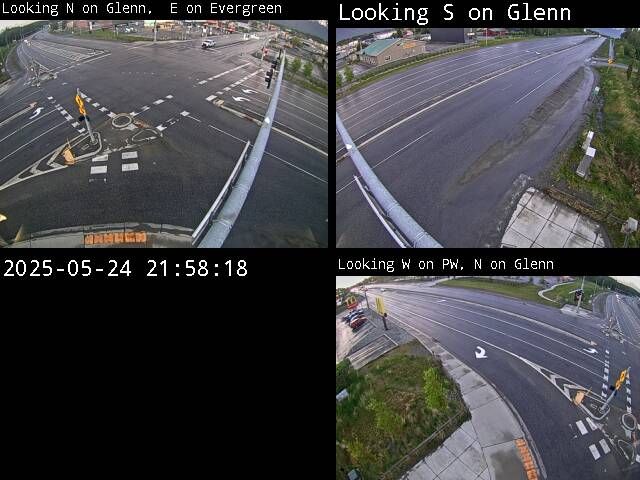 Looking N on Glenn,  E on Evergreen
Looking S on Glenn
2025-05-24 21:58:18
Looking W on PW, N on Glenn